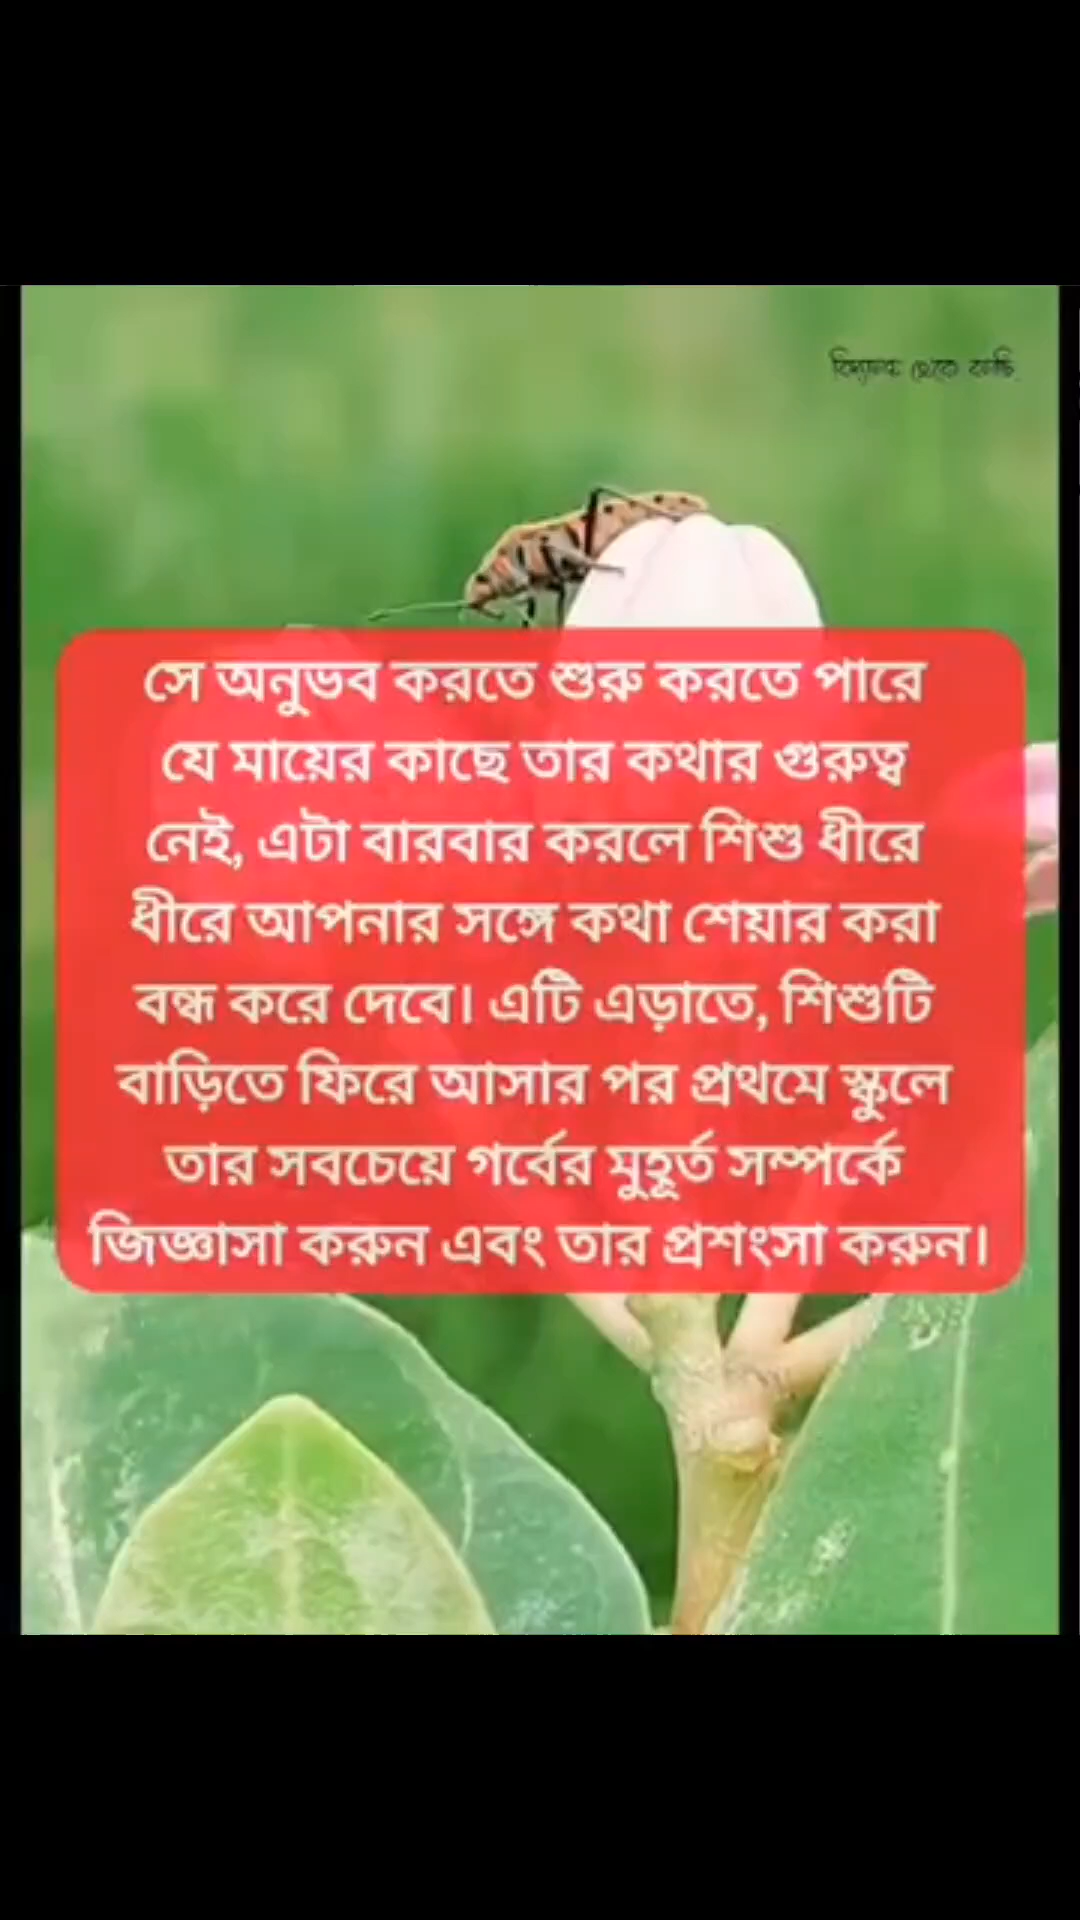 সে অনুভব করতে শুরু করতে পারে
যে মায়ের কাছে তার কথার গুরুত্ব
নেই, এটা বারবার করলে শিশু ধীরে
ধীরে আপনার সঙ্গে কথা শেয়ার করা
বন্ধ করে দেবে। এটি এড়াতে, শিশুটি
বাড়িতে ফিরে আসার পর প্রথমে স্কুলে
তার সবচেয়ে গর্বের মুহূর্ত সম্পর্কে
জিজ্ঞাসা করুন এবং তার প্রশংসা করুন।